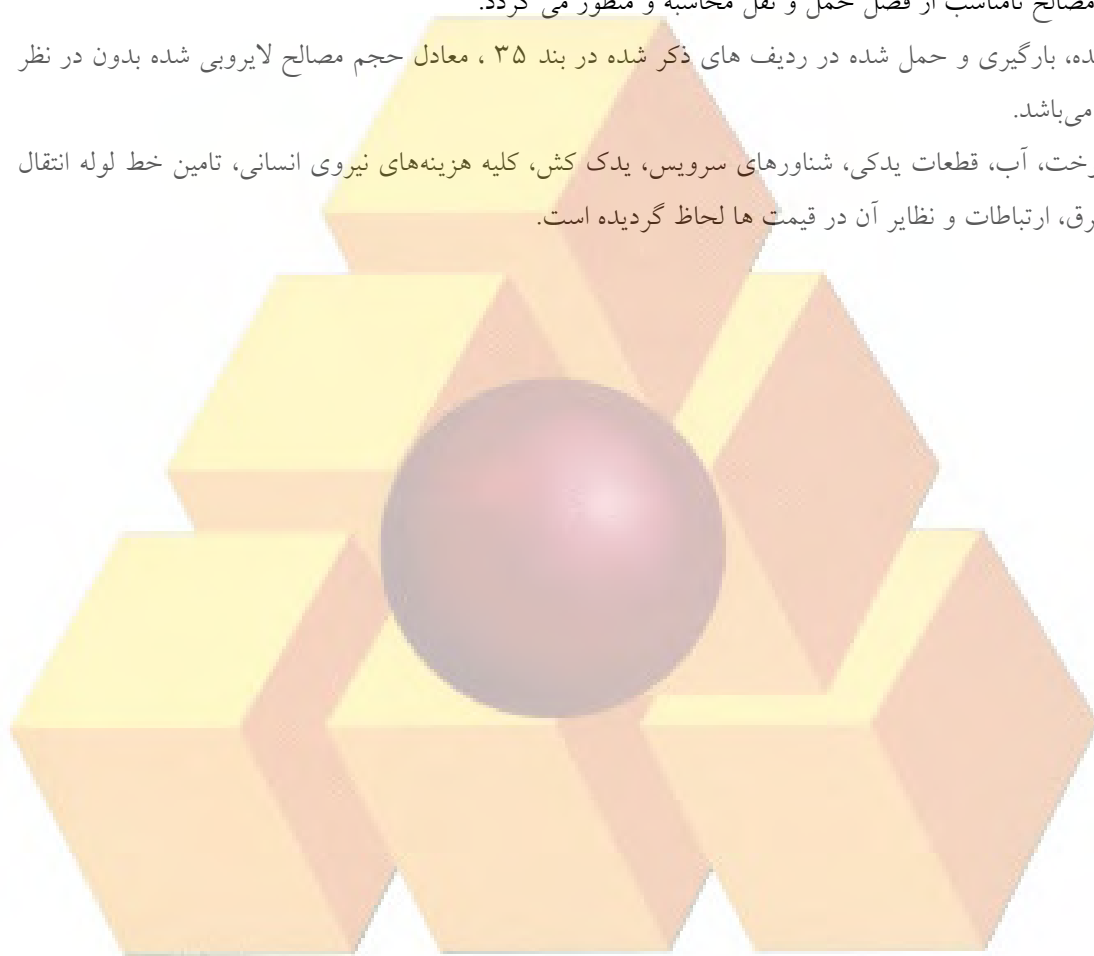 مصالح نامناسب از فصل حمل و نقل محاسبه و منظور می گردد.
ده، بارگیری و حمل شده در ردیف های ذکر شده در بند ۳۵ ، معادل حجم مصالح لایروبی شده بدون در نظر
می‌باشد.
رخت، آب، قطعات یدکی، شناورهای سرویس، یدک کش، کلیه هزینه‌های نیروی انسانی، تامین خط لوله انتقال
رق، ارتباطات و نظایر آن در قیمت ها لحاظ گردیده است.